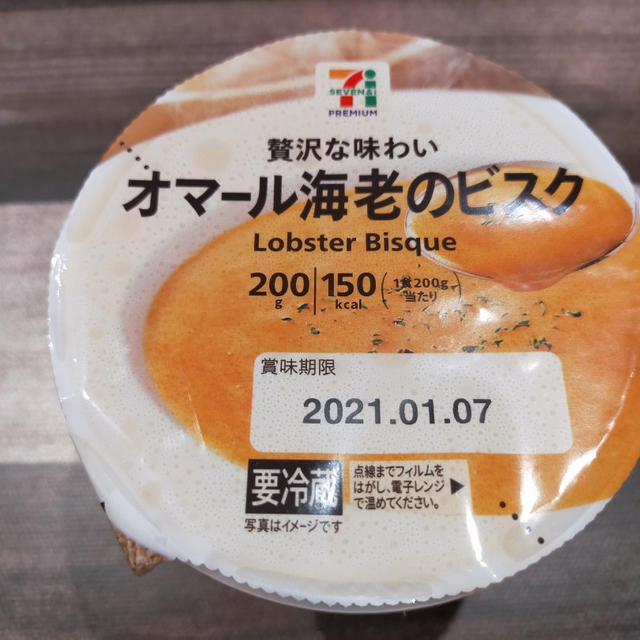 SEVEN&i
PREMIUM
贅沢な味わい
オマール海老のビスク
Lobster Bisque
200g 150kcal (1食200g当たり)
賞味期限
2021.01.07
要冷蔵
点線までフィルムを
はがし、電子レンジ
で温めてください。
写真はイメージです